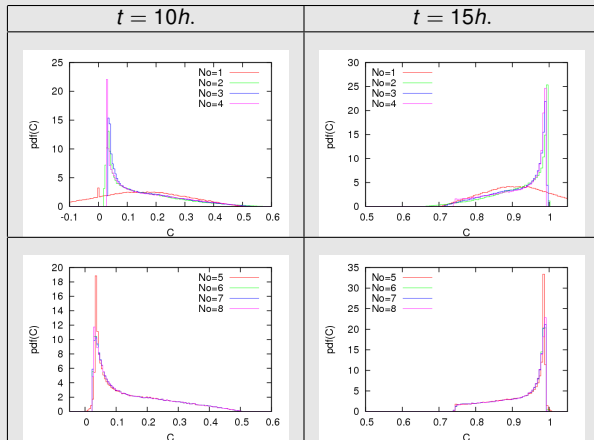 t = 10h.
t = 15h.
No=1
No=2
No=3
No=4
pdf(C)
25
20
15
10
5
0
-0.1 0 0.1 0.2 0.3 0.4 0.5 0.6
C
No=1
No=2
No=3
No=4
pdf(C)
30
25
20
15
10
5
0
0.5 0.6 0.7 0.8 0.9 1
C
No=5
No=6
No=7
No=8
pdf(C)
20
18
16
14
12
10
8
6
4
2
0
0 0.1 0.2 0.3 0.4 0.5 0.6
C
No=5
No=6
No=7
No=8
pdf(C)
35
30
25
20
15
10
5
0
0.5 0.6 0.7 0.8 0.9 1
C